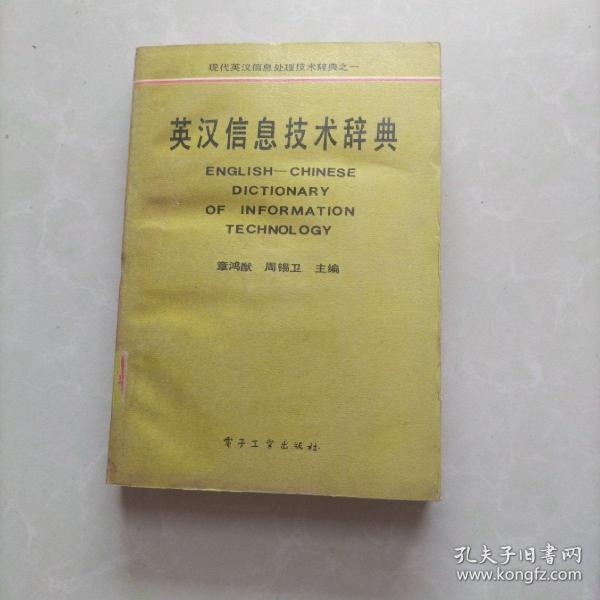 现代英汉信息处理技术辞典之一
英汉信息技术辞典
ENGLISH—CHINESE
DICTIONARY
OF INFORMATION
TECHNOLOGY
章鸿猷 周锡卫 主编
电子工业出版社
孔夫子旧书网
www.kongfz.com